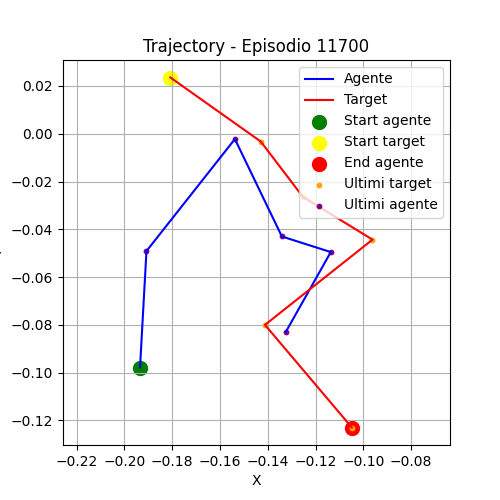 Trajectory - Episodio 11700
Agente
Target
Start agente
Start target
End agente
Ultimi target
Ultimi agente
0.02
0.00
−0.02
−0.04
−0.06
−0.08
−0.10
−0.12
−0.22 −0.20 −0.18 −0.16 −0.14 −0.12 −0.10 −0.08
X